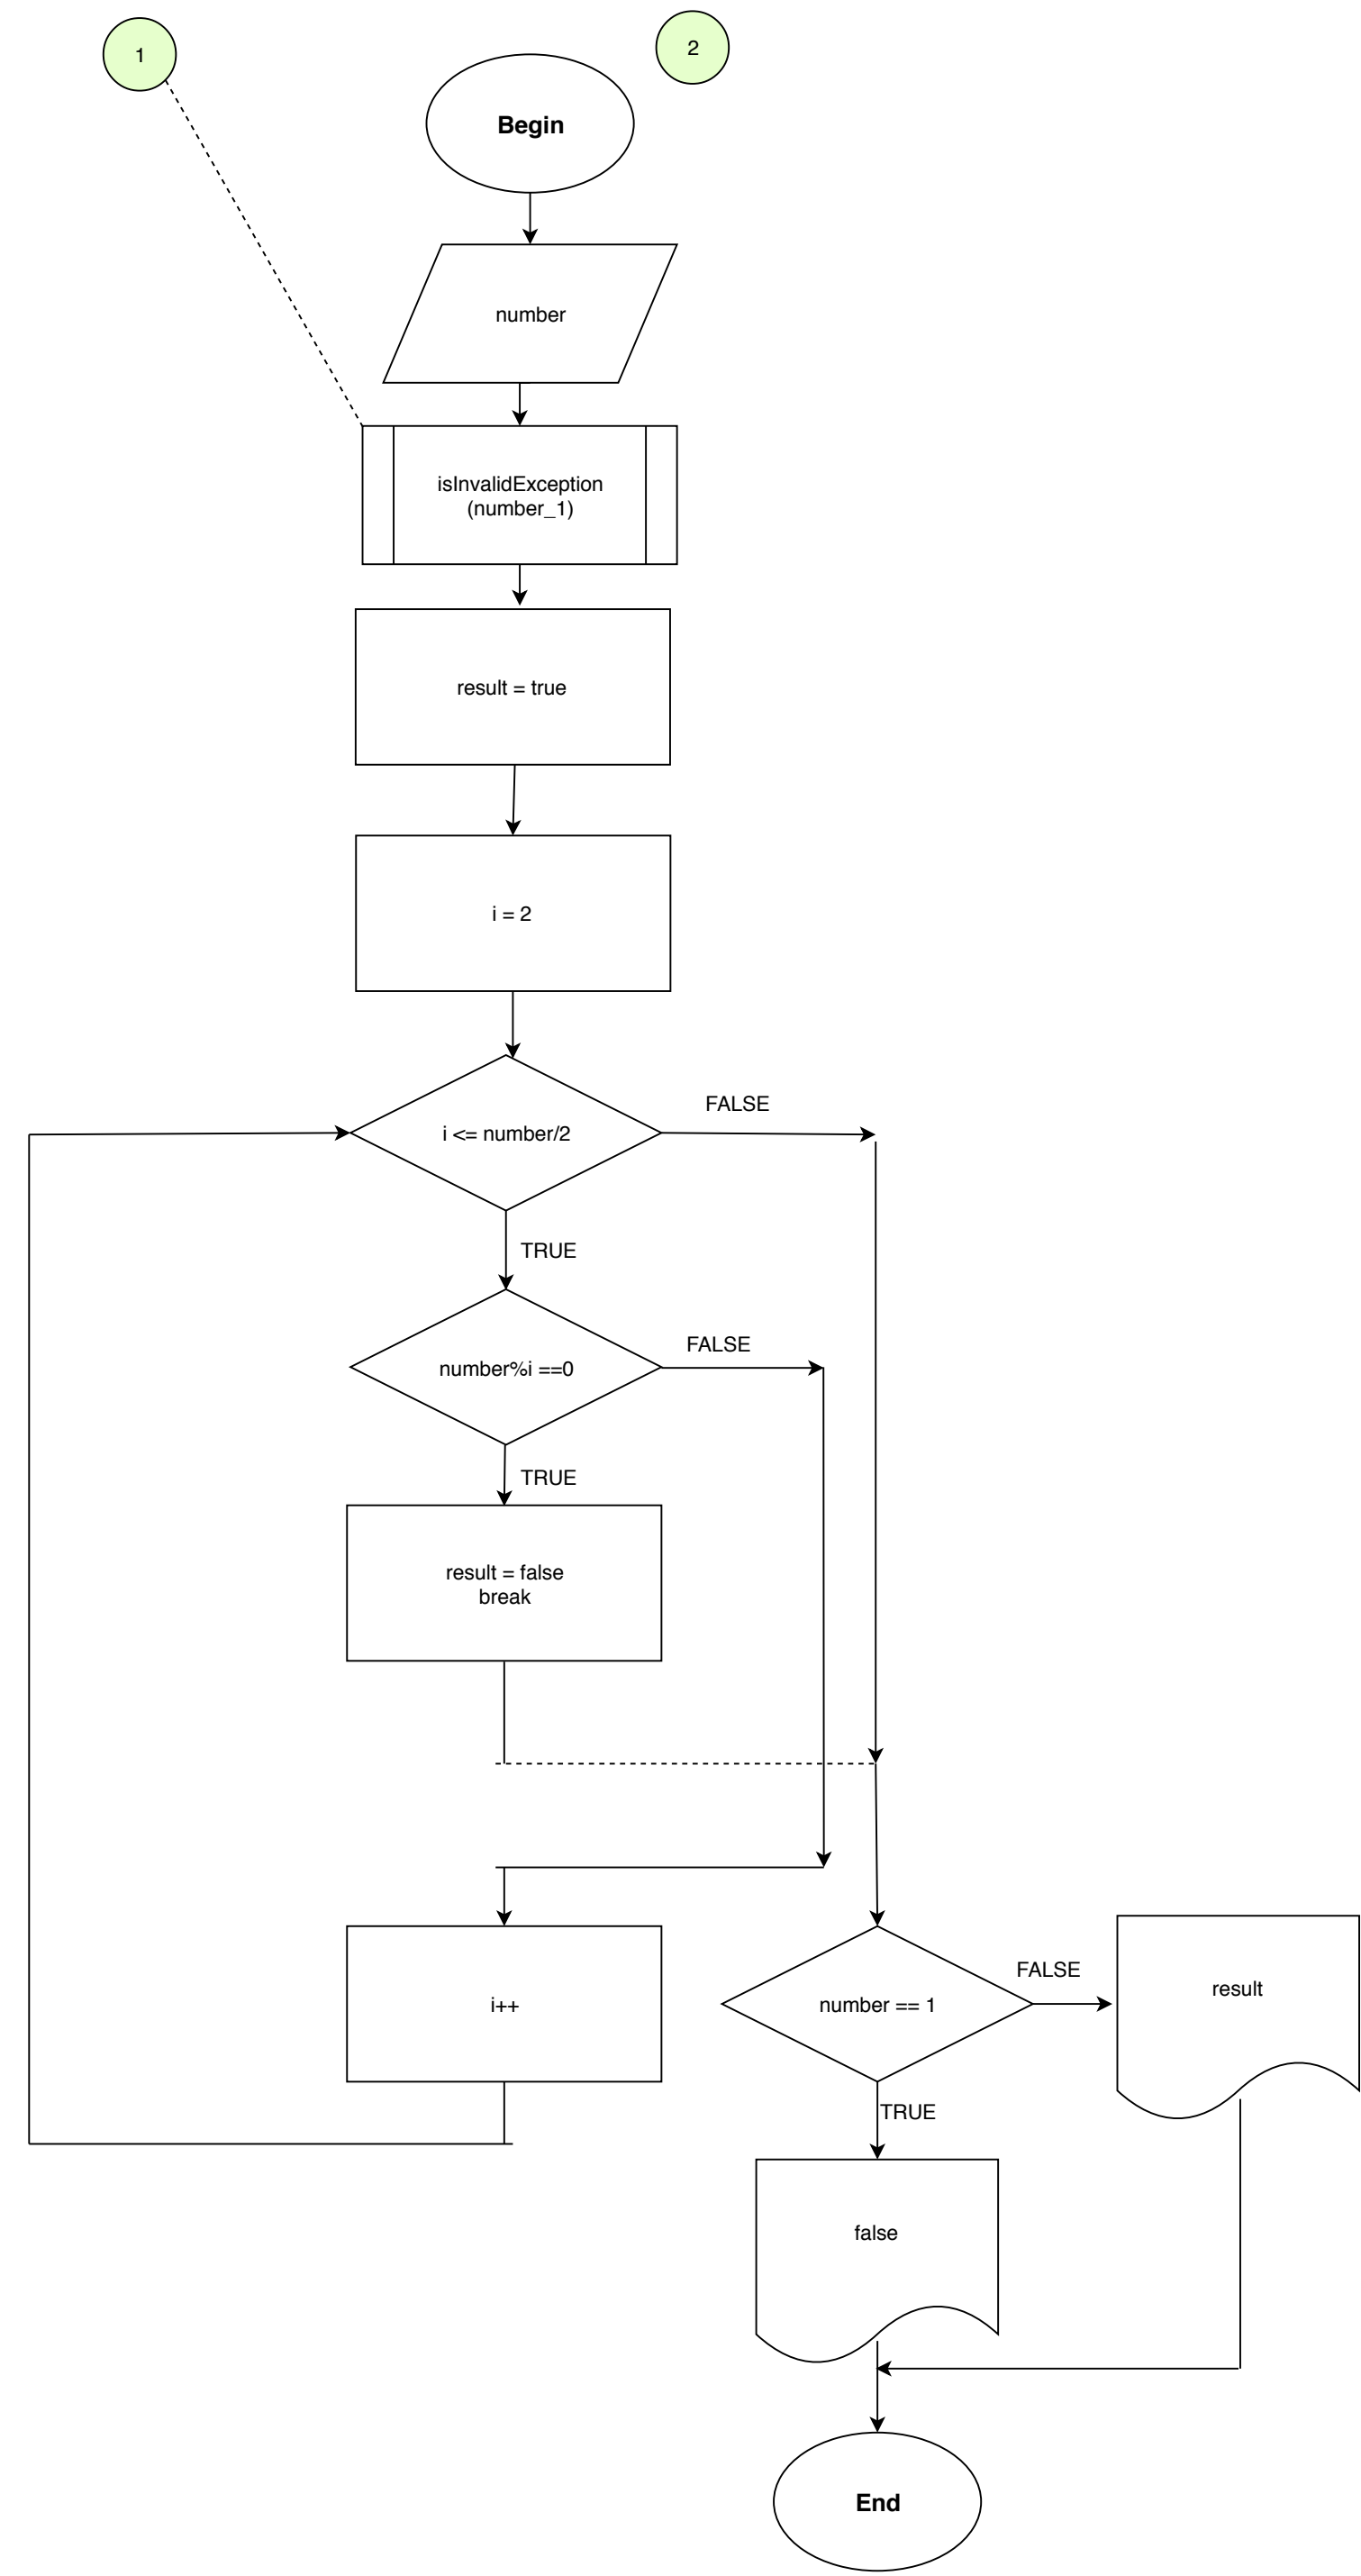 1
2
Begin
number
isInvalidException
(number_1)
result = true
i = 2
i <= number/2
FALSE
TRUE
number%i ==0
FALSE
TRUE
result = false
break
i++
number == 1
FALSE
result
TRUE
false
End